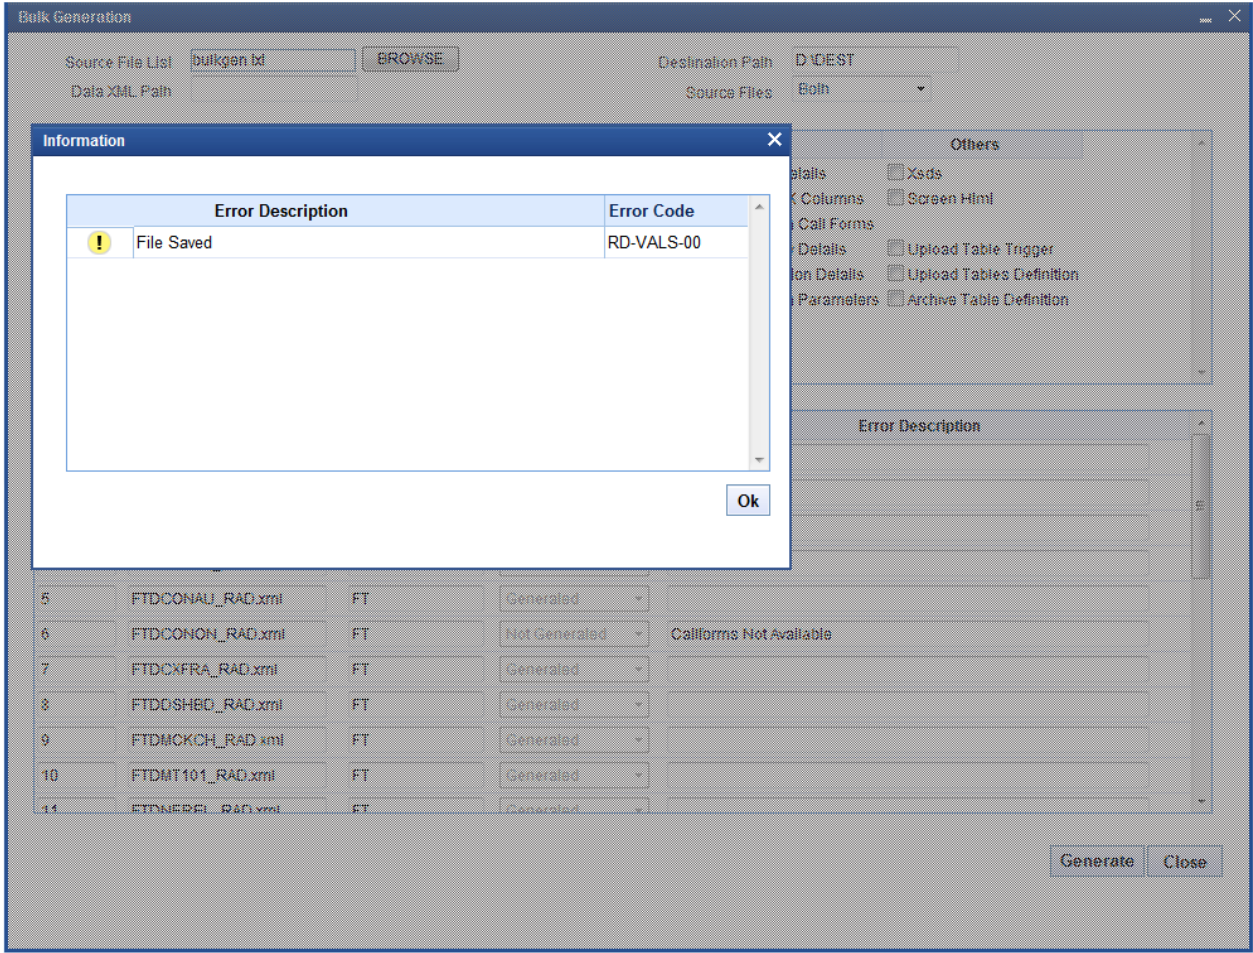 Bulk Generation
Source File List bulkgen.txt BROWSE Destination Path D:\DEST
Data XML Path Source Files Both
Information
Others
Error Description Error Code
File Saved RD-VALS-00
Ok
Xsds
Columns Screen Html
Call Forms
Details Upload Table Trigger
Details Upload Tables Definition
Parameters Archive Table Definition
Error Description
5 FTDCONAU_RAD.xml FT Generated
6 FTDCONON_RAD.xml FT Not Generated Callforms Not Available
7 FTDCXFRA_RAD.xml FT Generated
8 FTDDSHBD_RAD.xml FT Generated
9 FTDMCKCH_RAD.xml FT Generated
10 FTDMT101_RAD.xml FT Generated
11 FT Generated
Generate Close